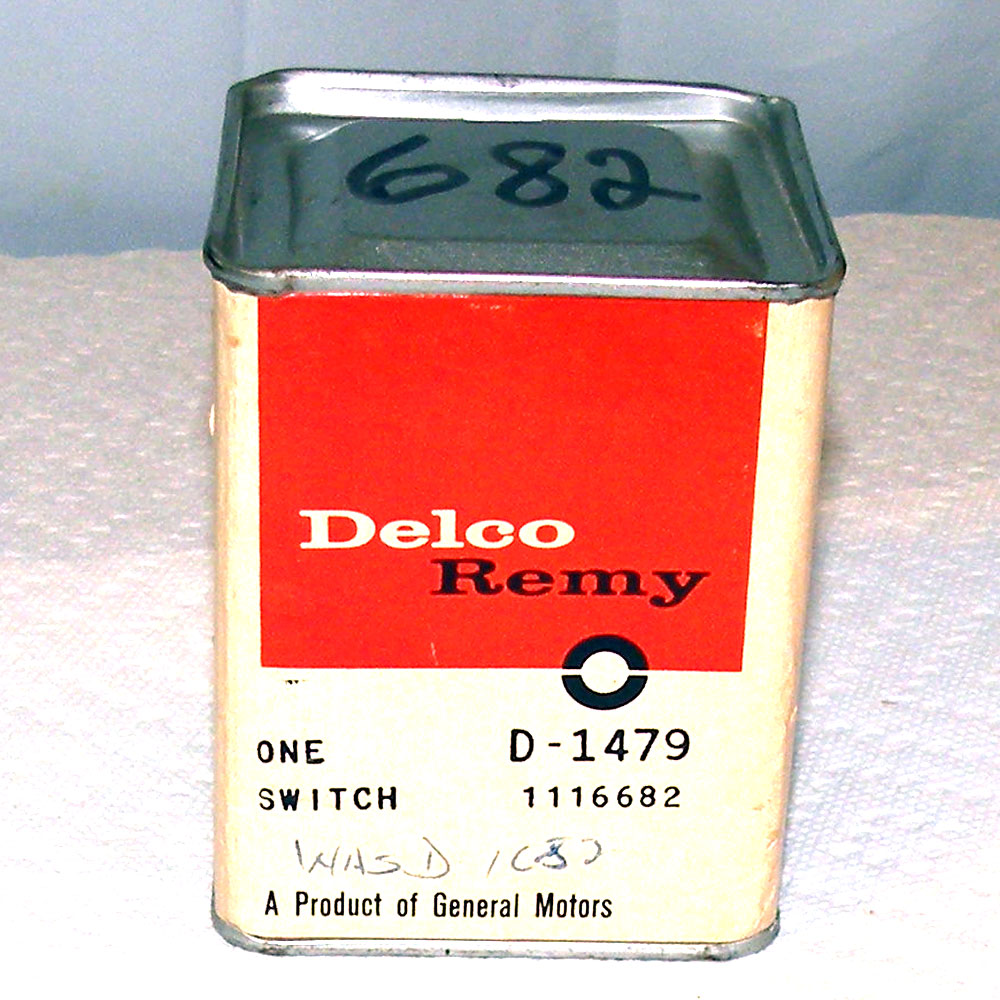 682
Delco
Remy
ONE D-1479
SWITCH 1116682
WAS D
A Product of General Motors